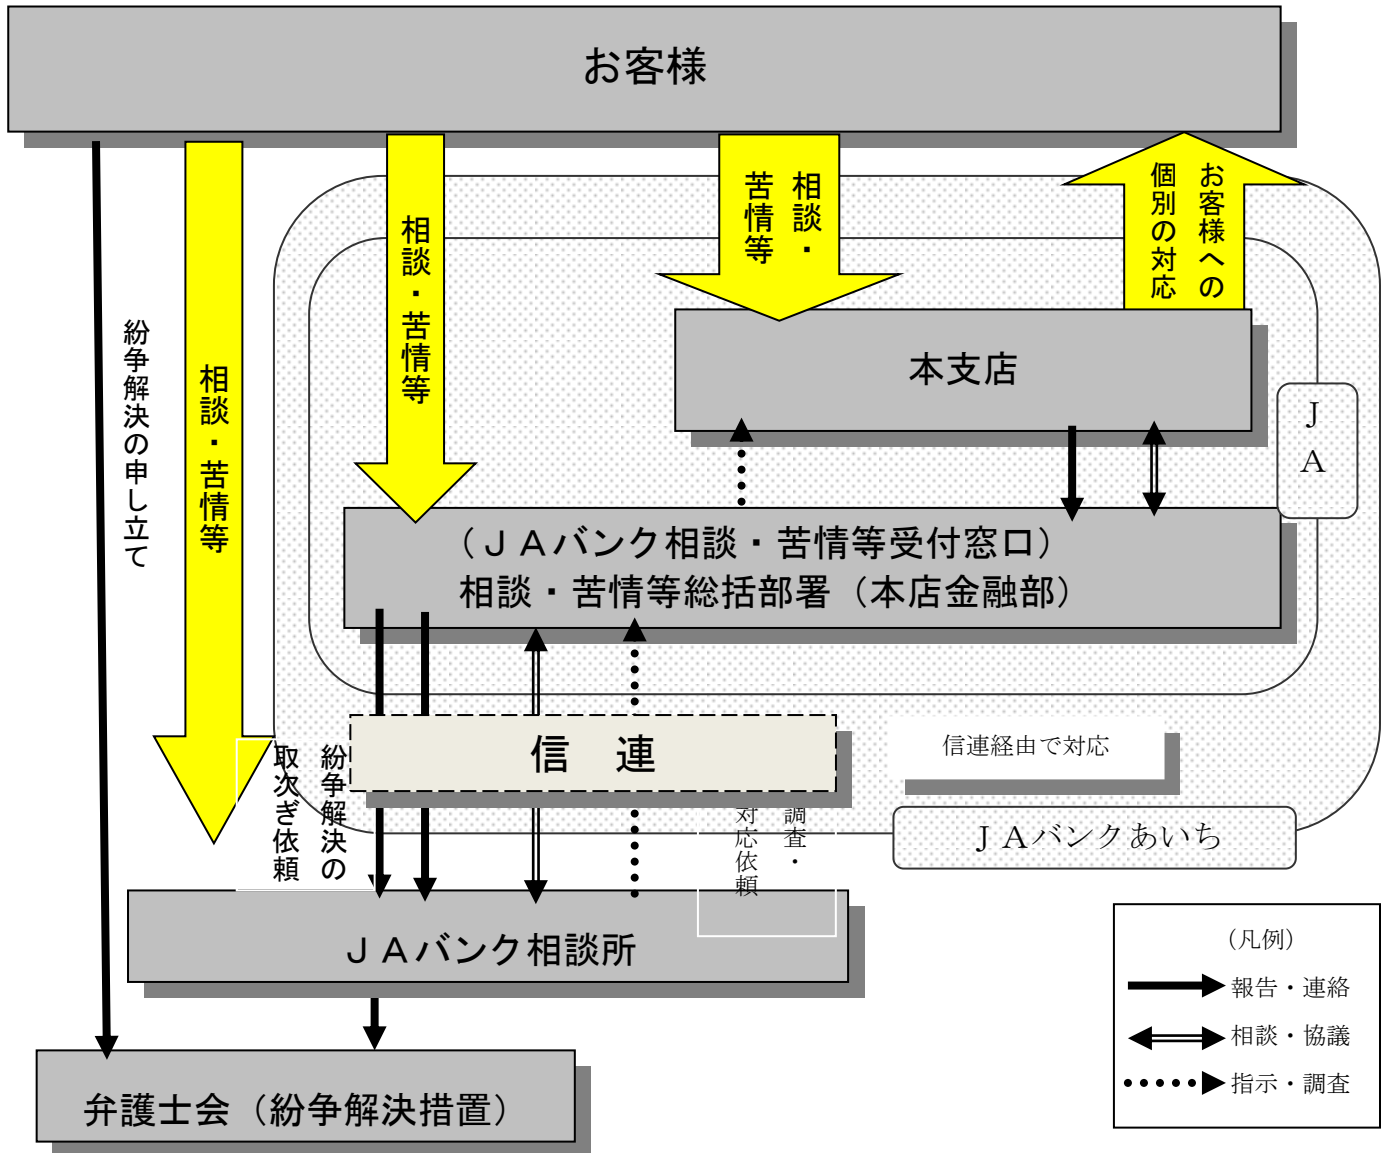 お客様
紛争解決の申し立て
相談・苦情等
相談・苦情等
相談・
苦情等
お客様への
個別の対応
本支店
ＪＡ
（ＪＡバンク相談・苦情等受付窓口）
相談・苦情等総括部署（本店金融部）
信　連
信連経由で対応
紛争解決の
取次ぎ依頼
調査・
対応依頼
ＪＡバンクあいち
ＪＡバンク相談所
弁護士会（紛争解決措置）
（凡例）
報告・連絡
相談・協議
指示・調査